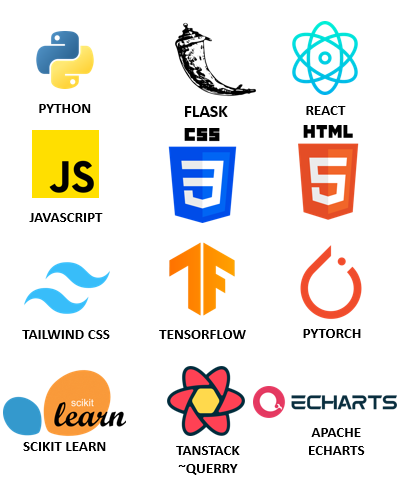 PYTHON
FLASK
REACT
JS
CSS
3
HTML
5
JAVASCRIPT
TAILWIND CSS
TENSORFLOW
PYTORCH
scikit
learn
SCIKIT LEARN
TANSTACK
~QUERRY
ECHARTS
APACHE
ECHARTS